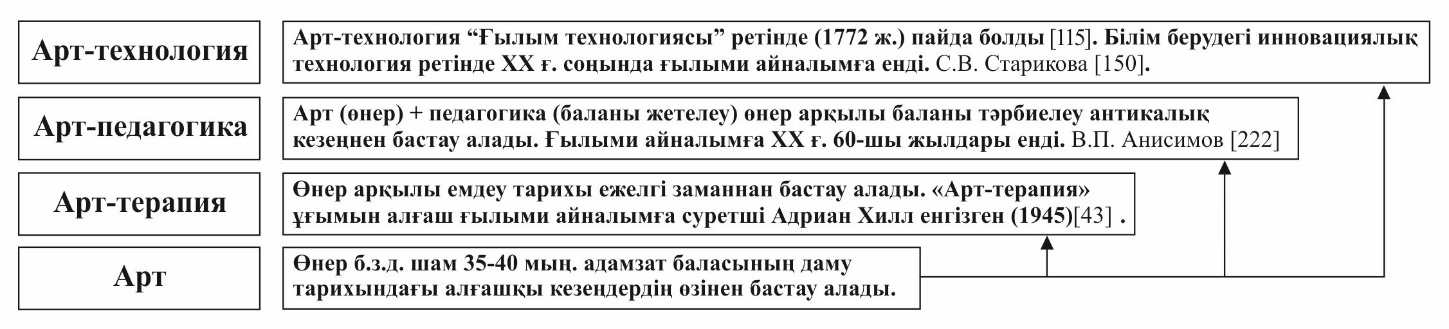 Арт-технология
Арт-технология “Ғылым технологиясы” ретінде (1772 ж.) пайда болды [115]. Білім берудегі инновациялық
технология ретінде ХХ ғ. соңында ғылыми айналымға енді. С.В. Старикова [150].
Арт-педагогика
Арт (өнер) + педагогика (баланы жетелеу) өнер арқылы баланы тәрбиелеу антикалық
кезеңнен бастау алады. Ғылыми айналымға ХХ ғ. 60-шы жылдары енді. В.П. Анисимов [222]
Арт-терапия
Өнер арқылы емдеу тарихы ежелгі заманнан бастау алады. «Арт-терапия»
ұғымын алғаш ғылыми айналымға суретші Адриан Хилл енгізген (1945)[43] .
Арт
Өнер б.з.д. шам 35-40 мың. адамзат баласының даму
тарихындағы алғашқы кезеңдердің өзінен бастау алады.